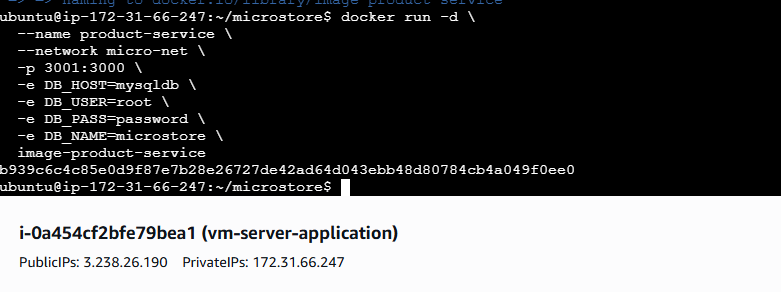 => => naming to docker.io/library/image-product-service
ubuntu@ip-172-31-66-247:~/microstore$ docker run -d \
  --name product-service \
  --network micro-net \
  -p 3001:3000 \
  -e DB_HOST=mysqldb \
  -e DB_USER=root \
  -e DB_PASS=password \
  -e DB_NAME=microstore \
  image-product-service
b939c6c4c85e0d9f87e7b28e26727de42ad64d043ebb48d80784cb4a049f0ee0
ubuntu@ip-172-31-66-247:~/microstore$
i-0a454cf2bfe79bea1 (vm-server-application)
PublicIPs: 3.238.26.190 PrivateIPs: 172.31.66.247